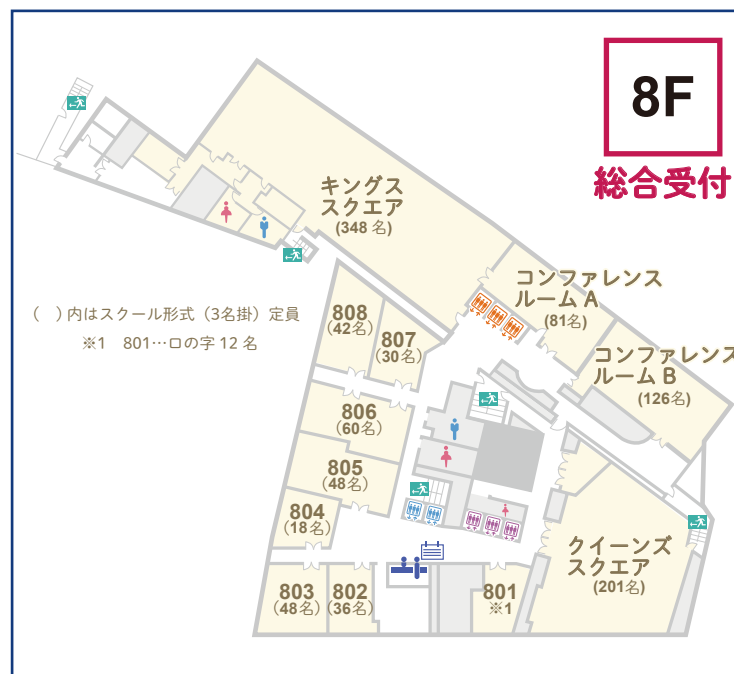 8F
総合受付
キングス
スクエア
(348 名)
コンファレンス
ルーム A
(81名)
コンファレンス
ルーム B
(126名)
( ) 内はスクール形式（3名掛）定員
※1 801…ロの字 12 名
808
(42名)
807
(30名)
806
(60名)
805
(48名)
804
(18名)
803
(48名)
802
(36名)
801
※1
クイーンズ
スクエア
(201名)